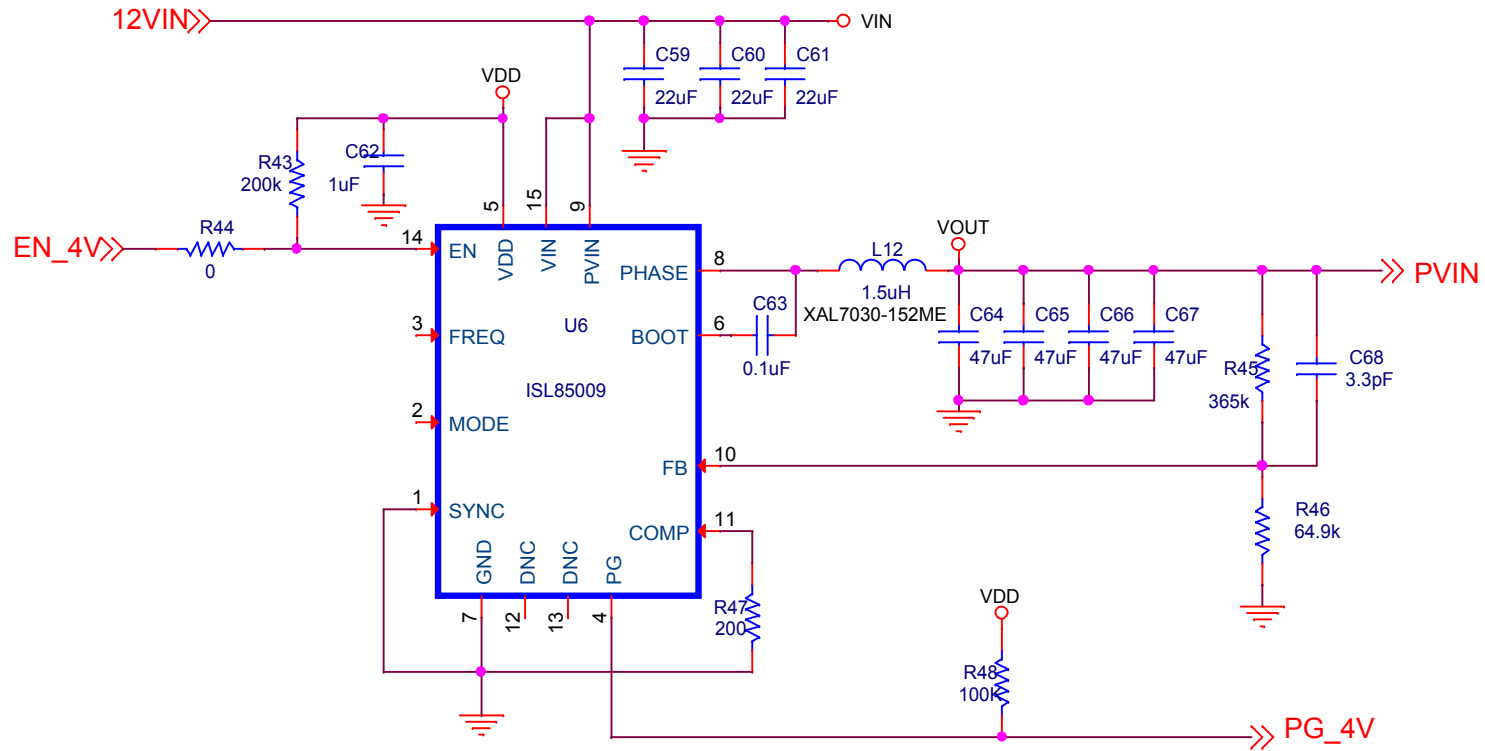 12VIN
VIN
C59
C60
C61
22uF
22uF
22uF
VDD
R43
200k
C62
1uF
5
15
9
R44
EN_4V
0
14
EN
VDD
VIN
PVIN
PHASE
8
VOUT
L12
1.5uH
XAL7030-152ME
PVIN
3
FREQ
U6
BOOT
6
C63
0.1uF
C64
C65
C66
C67
47uF
47uF
47uF
47uF
R45
365k
C68
3.3pF
ISL85009
2
MODE
FB
10
1
SYNC
COMP
11
R46
64.9k
GND
DNC
DNC
PG
7
12
13
4
R47
200
VDD
R48
100K
PG_4V